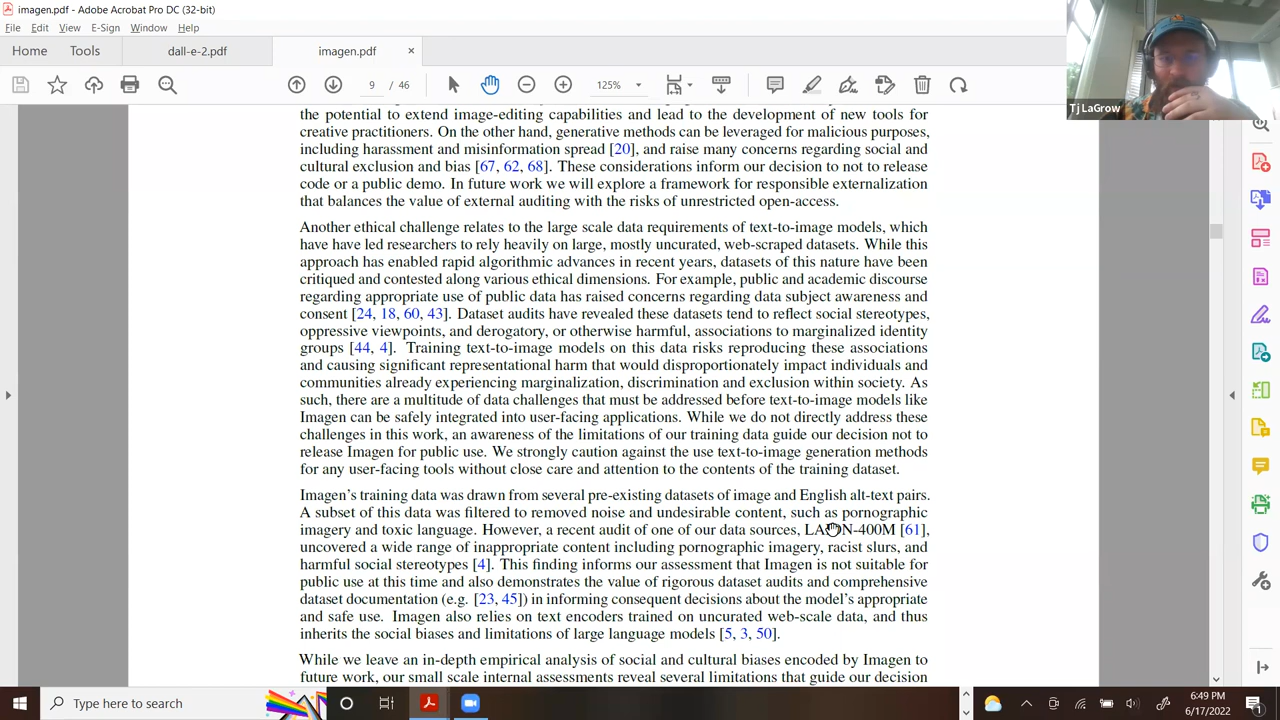 imagen.pdf - Adobe Acrobat Pro DC (32-bit)
File Edit View E-Sign Window Help
Home Tools dall-e-2.pdf imagen.pdf ×
9 / 46 125%
Tj LaGrow
the potential to extend image-editing capabilities and lead to the development of new tools for
creative practitioners. On the other hand, generative methods can be leveraged for malicious purposes,
including harassment and misinformation spread [20], and raise many concerns regarding social and
cultural exclusion and bias [67, 62, 68]. These considerations inform our decision to not to release
code or a public demo. In future work we will explore a framework for responsible externalization
that balances the value of external auditing with the risks of unrestricted open-access.
Another ethical challenge relates to the large scale data requirements of text-to-image models, which
have have led researchers to rely heavily on large, mostly uncurated, web-scraped datasets. While this
approach has enabled rapid algorithmic advances in recent years, datasets of this nature have been
critiqued and contested along various ethical dimensions. For example, public and academic discourse
regarding appropriate use of public data has raised concerns regarding data subject awareness and
consent [24, 18, 60, 43]. Dataset audits have revealed these datasets tend to reflect social stereotypes,
oppressive viewpoints, and derogatory, or otherwise harmful, associations to marginalized identity
groups [44, 4]. Training text-to-image models on this data risks reproducing these associations
and causing significant representational harm that would disproportionately impact individuals and
communities already experiencing marginalization, discrimination and exclusion within society. As
such, there are a multitude of data challenges that must be addressed before text-to-image models like
Imagen can be safely integrated into user-facing applications. While we do not directly address these
challenges in this work, an awareness of the limitations of our training data guide our decision not to
release Imagen for public use. We strongly caution against the use text-to-image generation methods
for any user-facing tools without close care and attention to the contents of the training dataset.
Imagen's training data was drawn from several pre-existing datasets of image and English alt-text pairs.
A subset of this data was filtered to removed noise and undesirable content, such as pornographic
imagery and toxic language. However, a recent audit of one of our data sources, LAION-400M [61],
uncovered a wide range of inappropriate content including pornographic imagery, racist slurs, and
harmful social stereotypes [4]. This finding informs our assessment that Imagen is not suitable for
public use at this time and also demonstrates the value of rigorous dataset audits and comprehensive
dataset documentation (e.g. [23, 45]) in informing consequent decisions about the model's appropriate
and safe use. Imagen also relies on text encoders trained on uncurated web-scale data, and thus
inherits the social biases and limitations of large language models [5, 3, 50].
While we leave an in-depth empirical analysis of social and cultural biases encoded by Imagen to
future work, our small scale internal assessments reveal several limitations that guide our decision
Type here to search
6:49 PM
6/17/2022
1